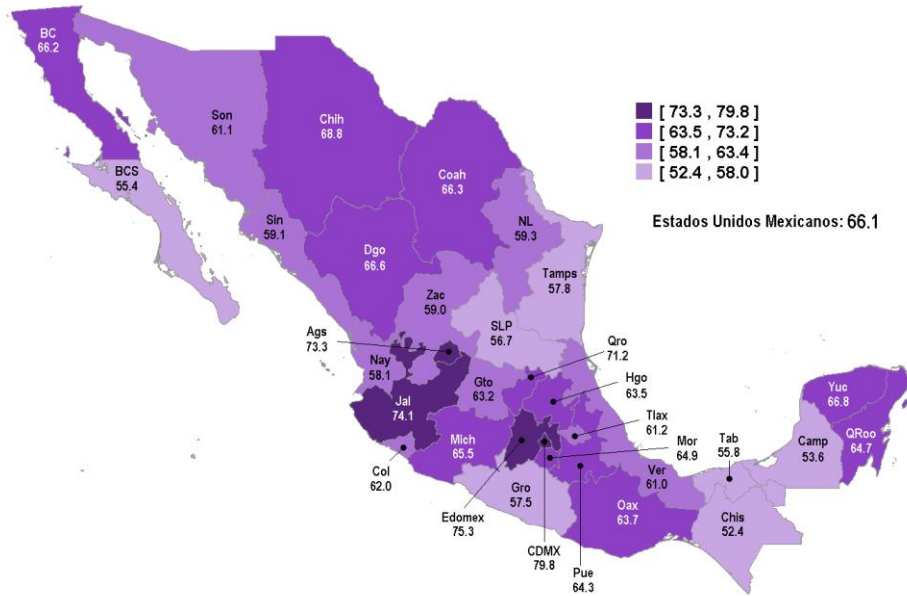 BC
66.2
Son
61.1
Chih
68.8
[ 73.3 , 79.8 ]
[ 63.5 , 73.2 ]
[ 58.1 , 63.4 ]
[ 52.4 , 58.0 ]
BCS
55.4
Coah
66.3
Estados Unidos Mexicanos: 66.1
Sin
59.1
NL
59.3
Dgo
66.6
Tamps
57.8
Zac
59.0
SLP
56.7
Ags
73.3
Qro
71.2
Nay
58.1
Gto
63.2
Hgo
63.5
Yuc
66.8
Jal
74.1
Tlax
61.2
QRoo
64.7
Mich
65.5
Mor
64.9
Tab
55.8
Camp
53.6
Col
62.0
Gro
57.5
Ver
61.0
Edomex
75.3
Oax
63.7
Chis
52.4
CDMX
79.8
Pue
64.3